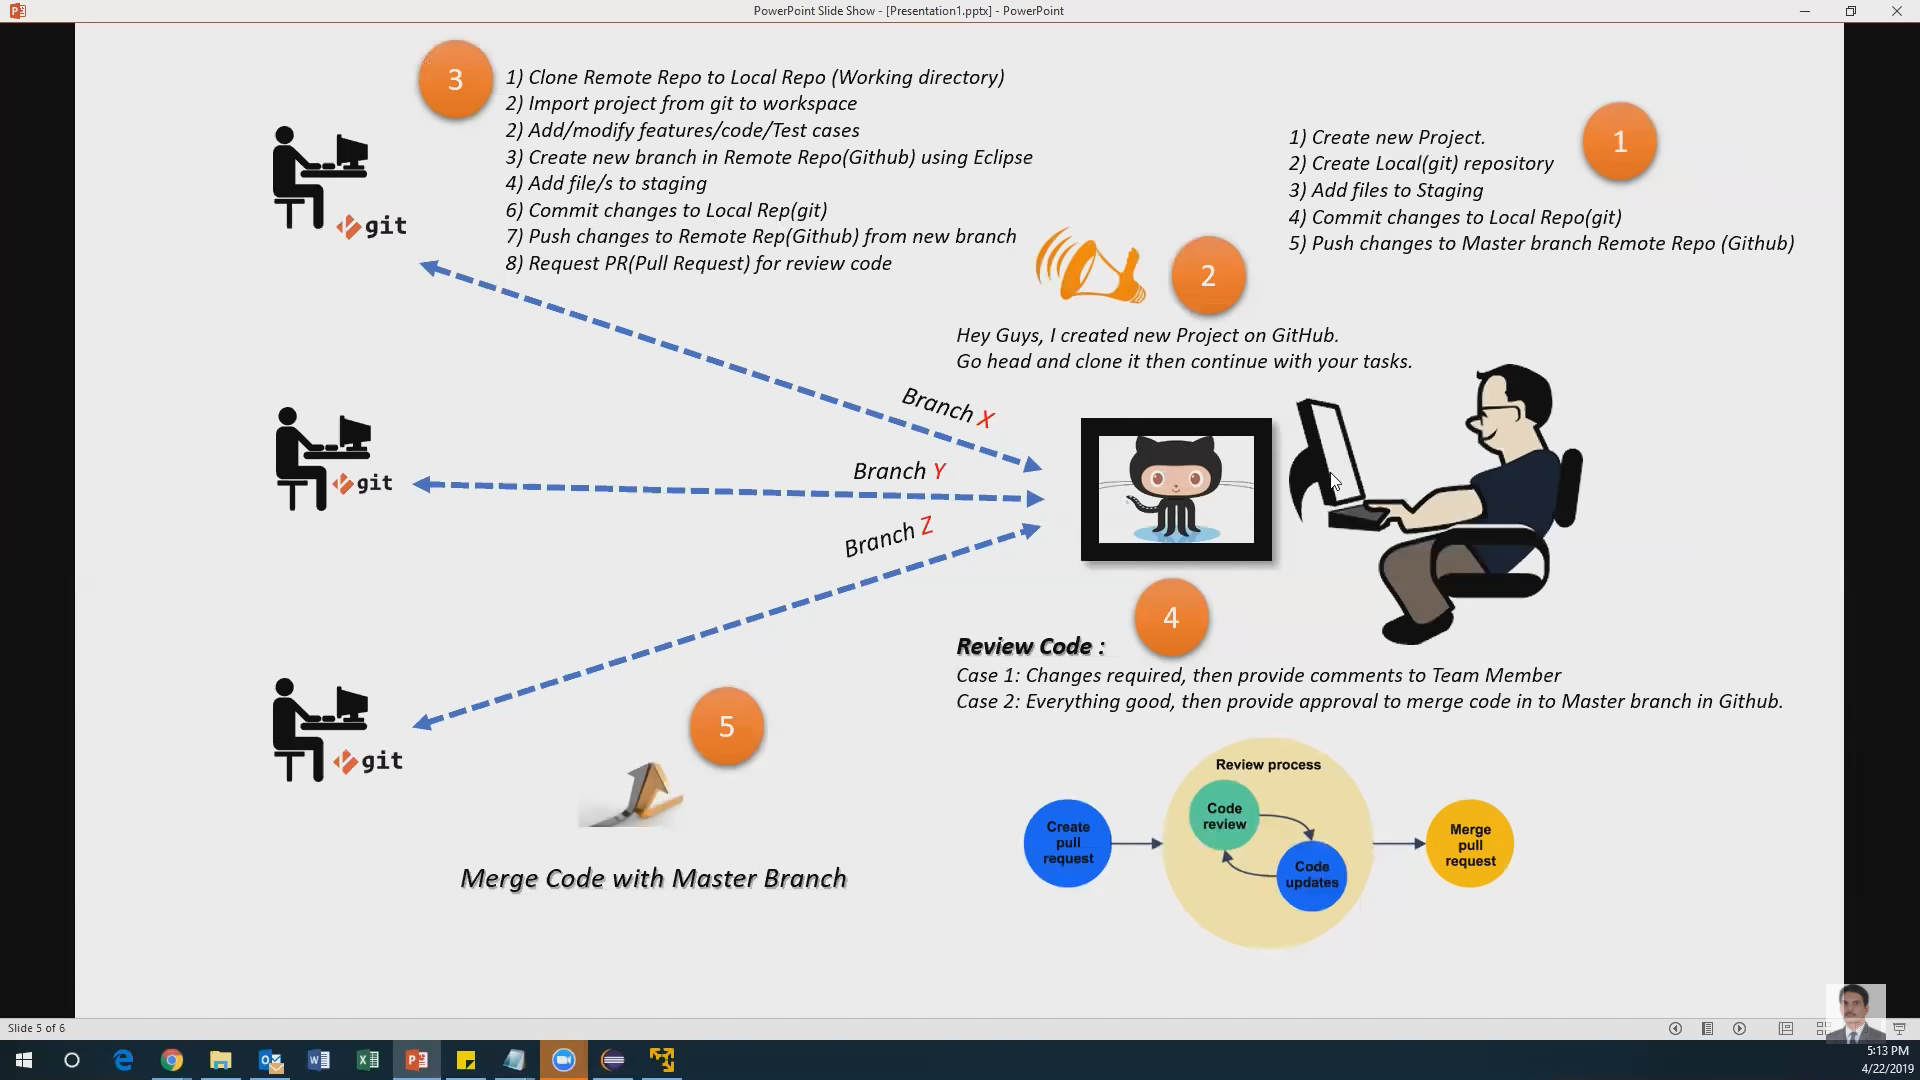 PowerPoint Slide Show - [Presentation1.pptx] - PowerPoint
3
1) Clone Remote Repo to Local Repo (Working directory)
2) Import project from git to workspace
2) Add/modify features/code/Test cases
3) Create new branch in Remote Repo(Github) using Eclipse
4) Add file/s to staging
6) Commit changes to Local Rep(git)
7) Push changes to Remote Rep(Github) from new branch
8) Request PR(Pull Request) for review code
git
1
1) Create new Project.
2) Create Local(git) repository
3) Add files to Staging
4) Commit changes to Local Repo(git)
5) Push changes to Master branch Remote Repo (Github)
2
Hey Guys, I created new Project on GitHub.
Go head and clone it then continue with your tasks.
Branch X
Branch Y
git
Branch Z
4
Review Code :
Case 1: Changes required, then provide comments to Team Member
Case 2: Everything good, then provide approval to merge code in to Master branch in Github.
git
5
Merge Code with Master Branch
Review process
Create
pull
request
Code
review
Code
updates
Merge
pull
request
Slide 5 of 6
5:13 PM
4/22/2019